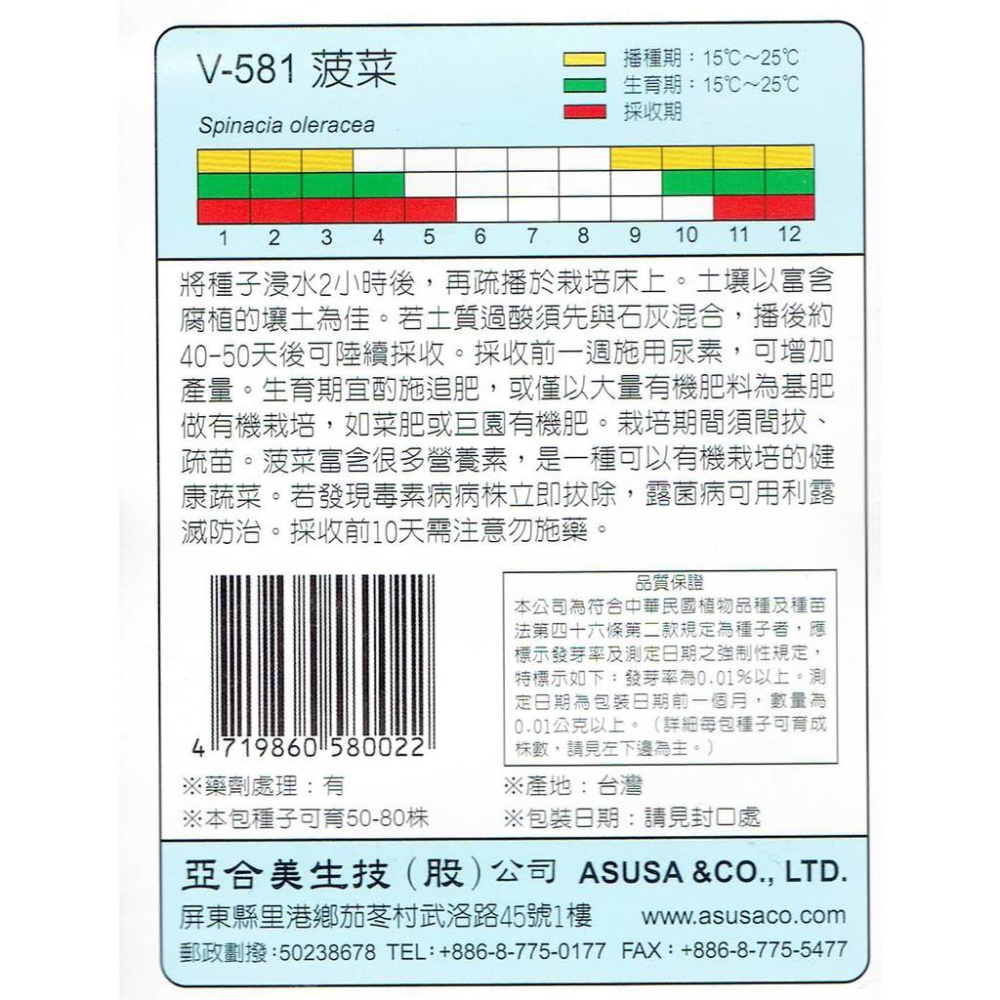 V-581 菠菜
播種期：15℃～25℃
生育期：15℃～25℃
採收期
Spinacia oleracea
1 2 3 4 5 6 7 8 9 10 11 12
將種子浸水2小時後，再疏播於栽培床上。土壤以富含
腐植的壤土為佳。若土質過酸須先與石灰混合，播後約
40-50天後可陸續採收。採收前一週施用尿素，可增加
產量。生育期宜酌施追肥，或僅以大量有機肥料為基肥
做有機栽培，如菜肥或巨園有機肥。栽培期間須間拔、
疏苗。菠菜富含很多營養素，是一種可以有機栽培的健
康蔬菜。若發現毒素病病株立即拔除，露菌病可用利露
滅防治。採收前10天需注意勿施藥。
4 719860 580022
品質保證
本公司為符合中華民國植物品種及種苗
法第四十六條第二款規定為種子者，應
標示發芽率及測定日期之強制性規定，
特標示如下：發芽率為0.01%以上。測
定日期為包裝日期前一個月，數量為
0.01公克以上。（詳細每包種子可育成
株數，請見左下邊為主。）
※藥劑處理：有
※產地：台灣
※本包種子可育50-80株
※包裝日期：請見封口處
亞合美生技（股）公司 ASUSA &CO., LTD.
屏東縣里港鄉茄苳村武洛路45號1樓 www.asusaco.com
郵政劃撥:50238678 TEL:+886-8-775-0177 FAX：+886-8-775-5477